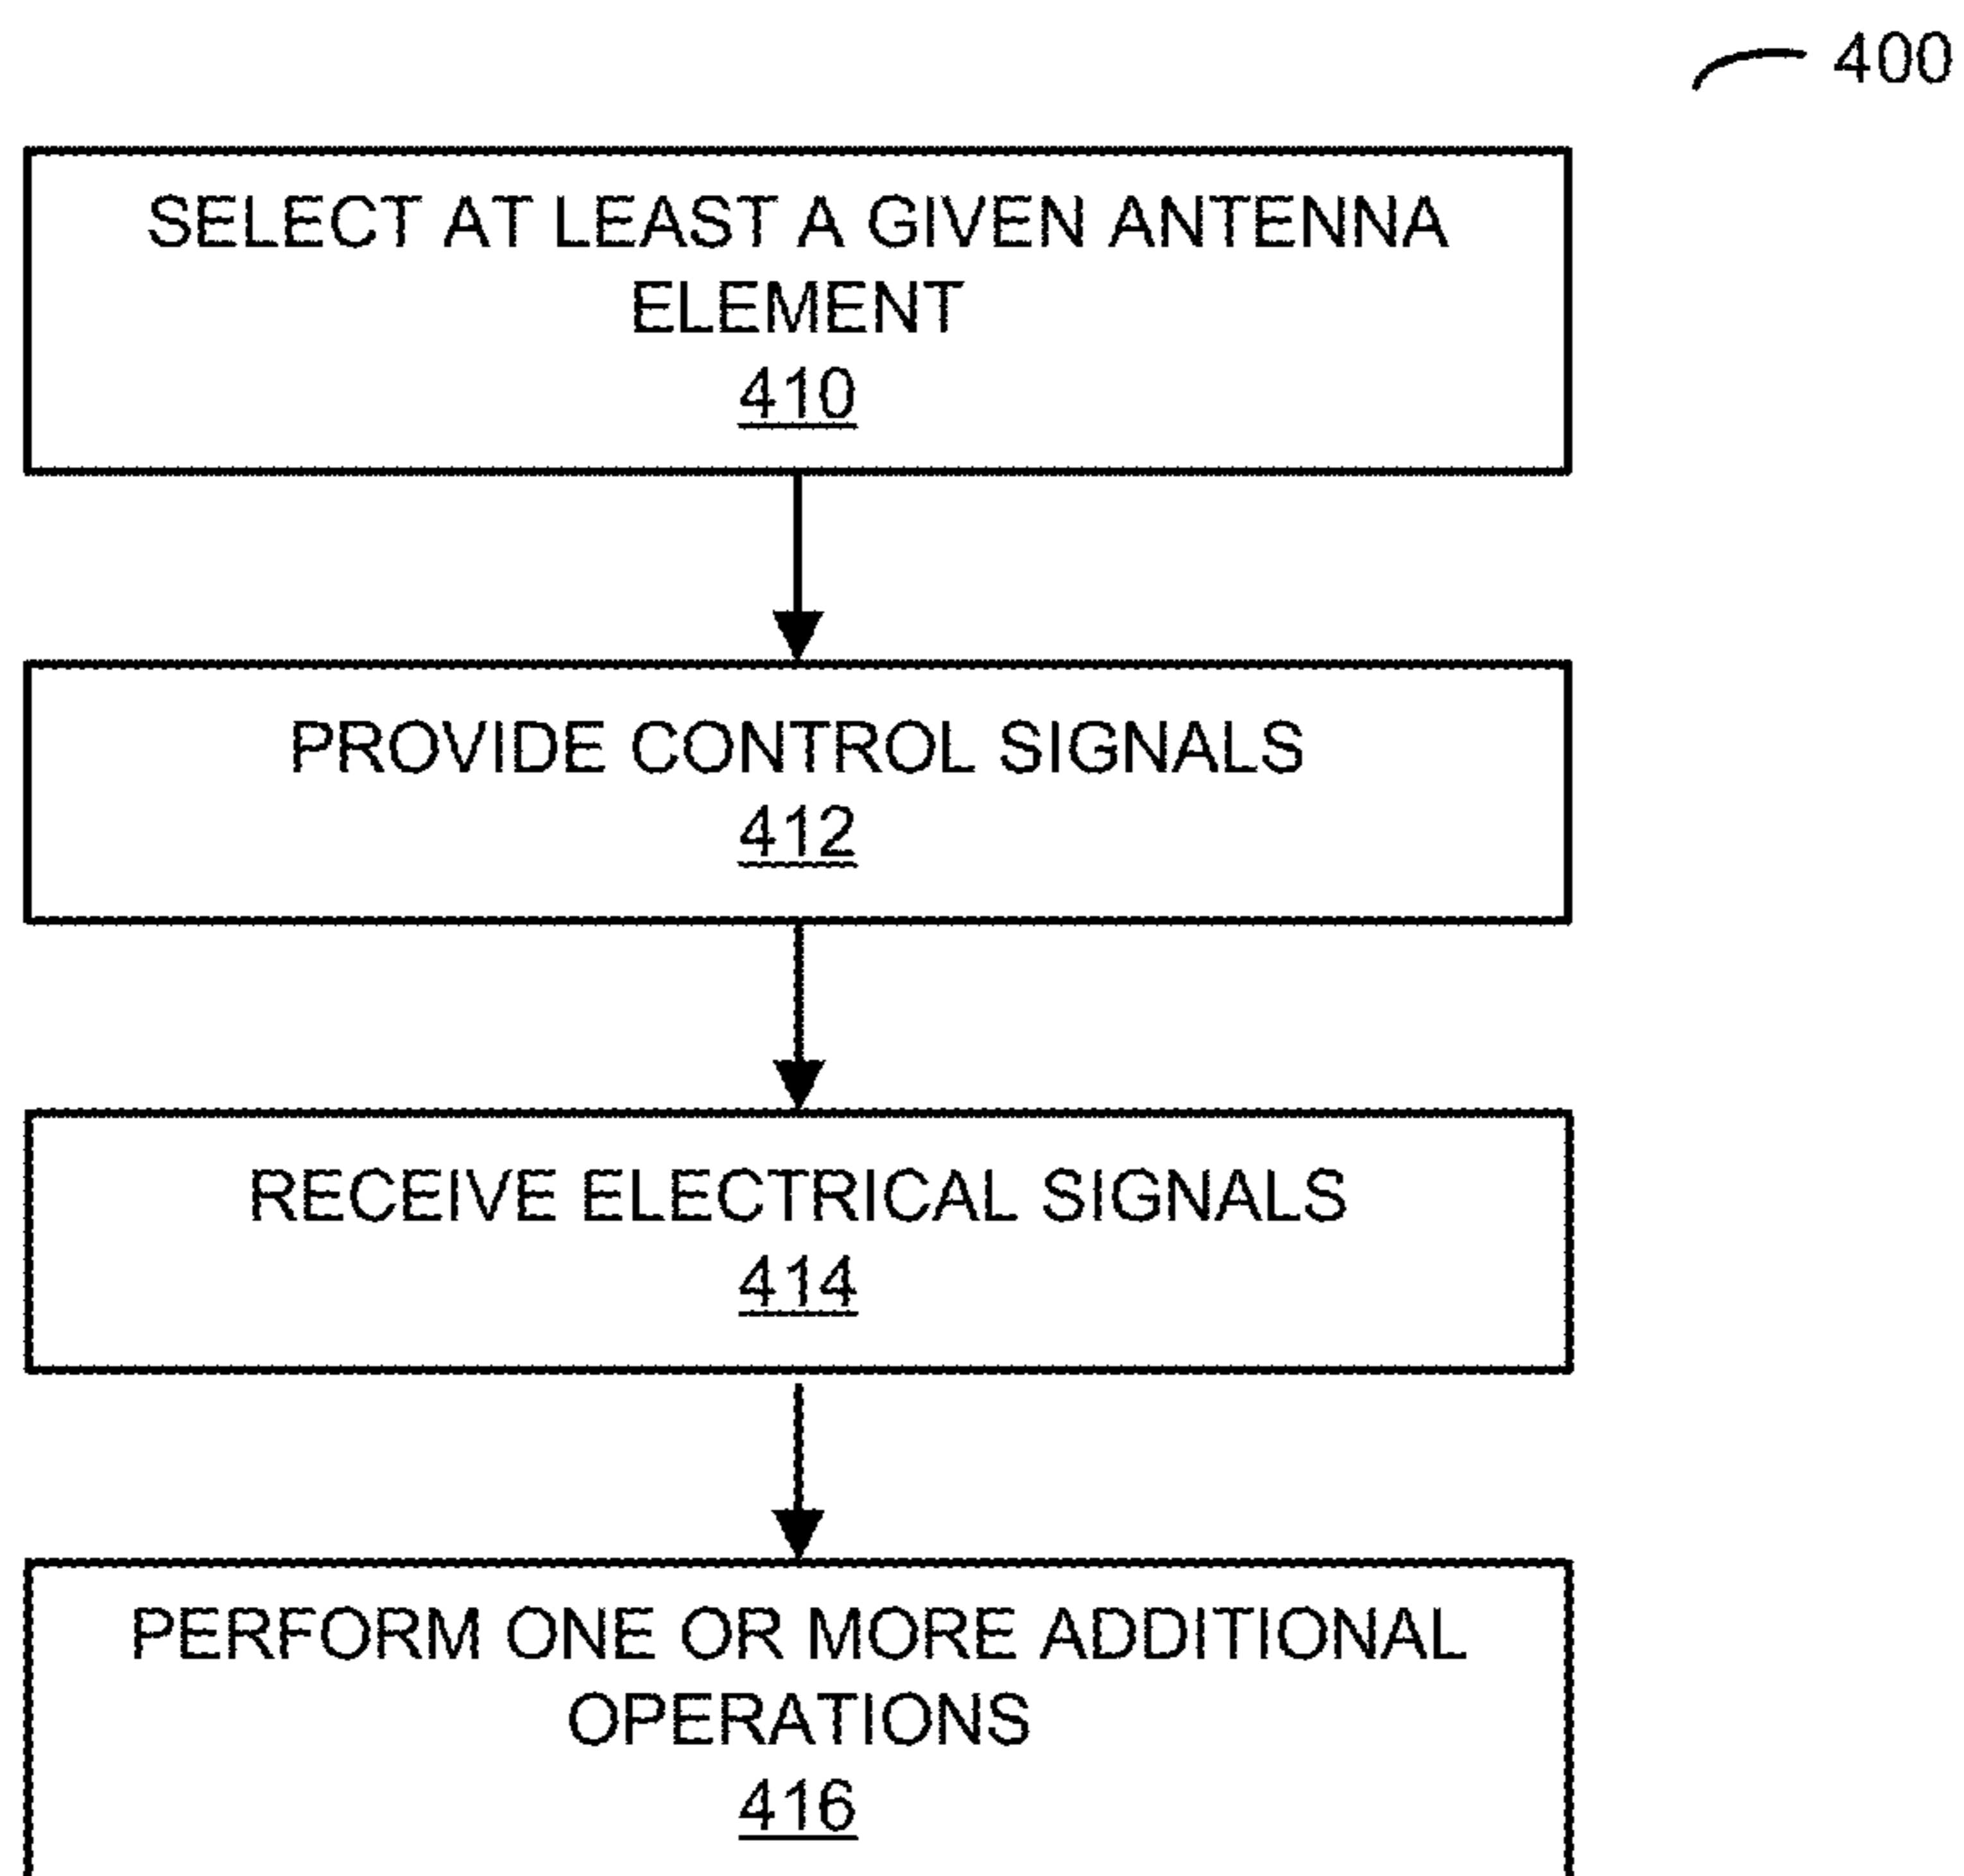 400
SELECT AT LEAST A GIVEN ANTENNA
ELEMENT
410
PROVIDE CONTROL SIGNALS
412
RECEIVE ELECTRICAL SIGNALS
414
PERFORM ONE OR MORE ADDITIONAL
OPERATIONS
416